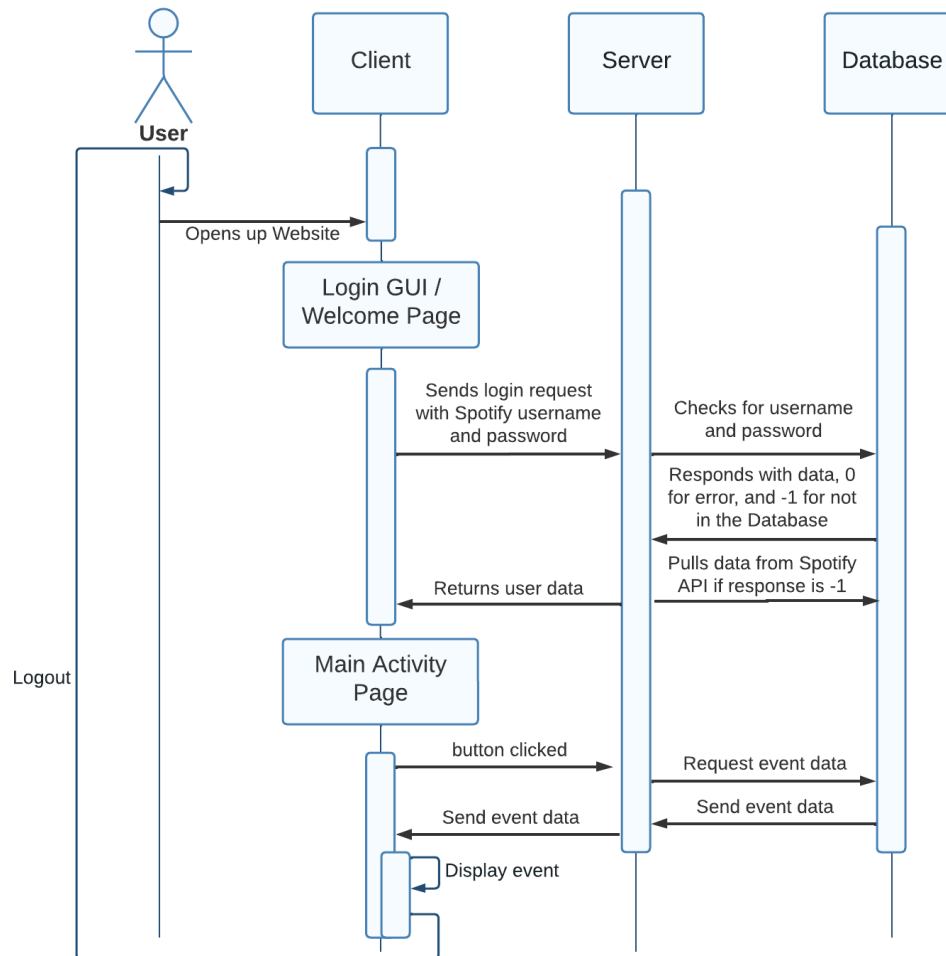 Client
Server
Database
User
Opens up Website
Login GUI /
Welcome Page
Sends login request
with Spotify username
and password
Checks for username
and password
Responds with data, 0
for error, and -1 for not
in the Database
Pulls data from Spotify
API if response is -1
Returns user data
Main Activity
Page
Logout
button clicked
Request event data
Send event data
Send event data
Display event